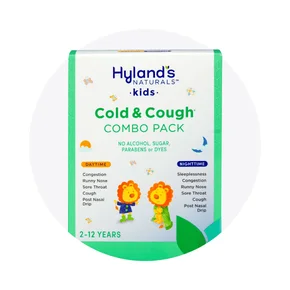 Hyland's
NATURALS™
• kids •
Cold & Cough
COMBO PACK
NO ALCOHOL, SUGAR,
PARABENS or DYES
DAYTIME
Congestion
Runny Nose
Sore Throat
Cough
Post Nasal
Drip
NIGHTTIME
Sleeplessness
Congestion
Runny Nose
Sore Throat
Cough
Post Nasal
Drip
2-12 YEARS